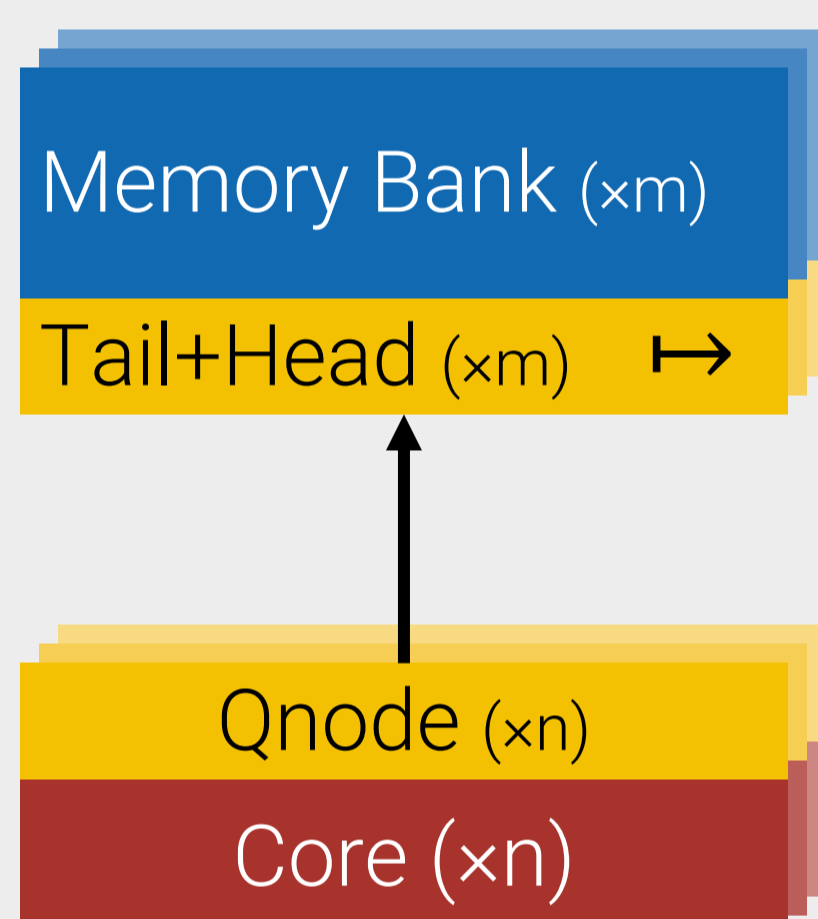 Memory Bank (×m)
Tail+Head (×m) ↦
Qnode (×n)
Core (×n)